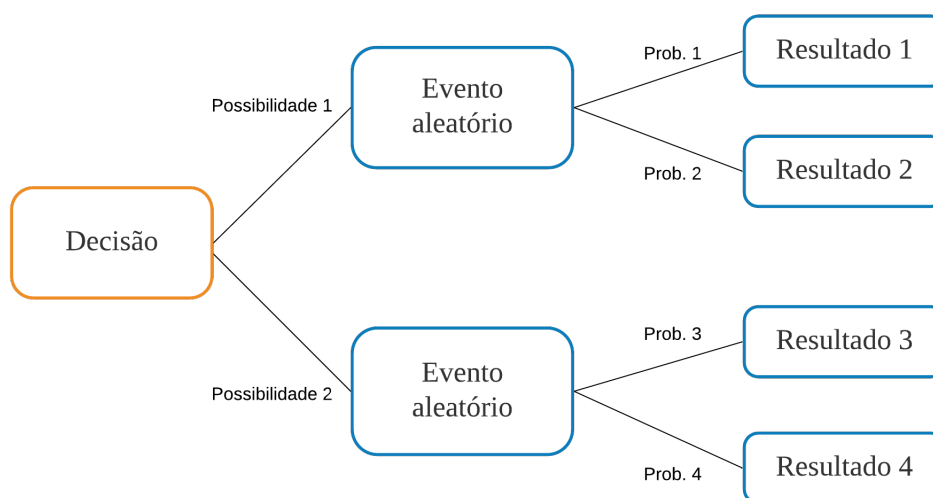 Decisão
Possibilidade 1
Evento
aleatório
Prob. 1
Resultado 1
Prob. 2
Resultado 2
Possibilidade 2
Evento
aleatório
Prob. 3
Resultado 3
Prob. 4
Resultado 4